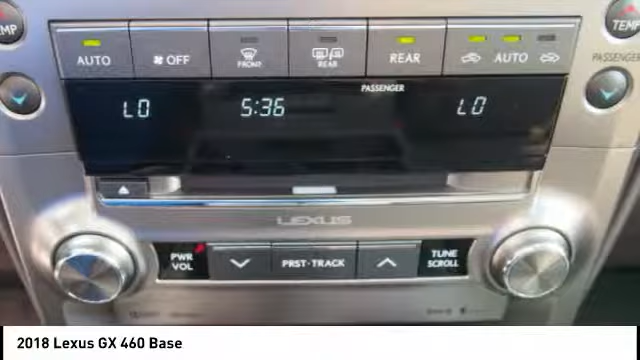 TEMP
TEMP
AUTO
OFF
FRONT
REAR
REAR
AUTO
PASSENGER
PASSENGER
LO
5:36
LO
LEXUS
PWR VOL
PRST·TRACK
TUNE SCROLL
2018 Lexus GX 460 Base